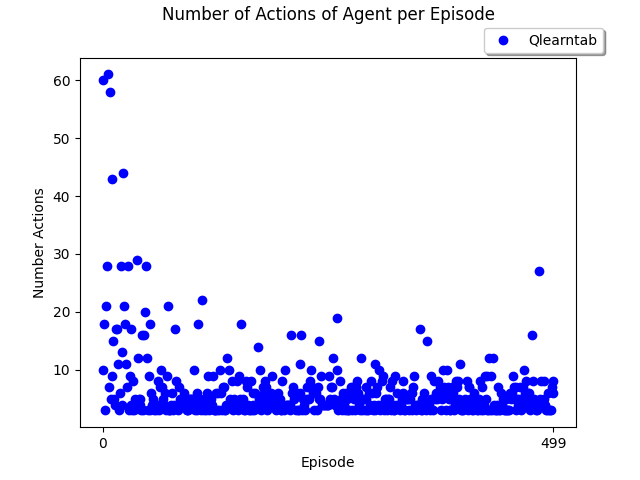 Number of Actions of Agent per Episode
Qlearntab
60
50
40
30
20
10
Number Actions
0
499
Episode